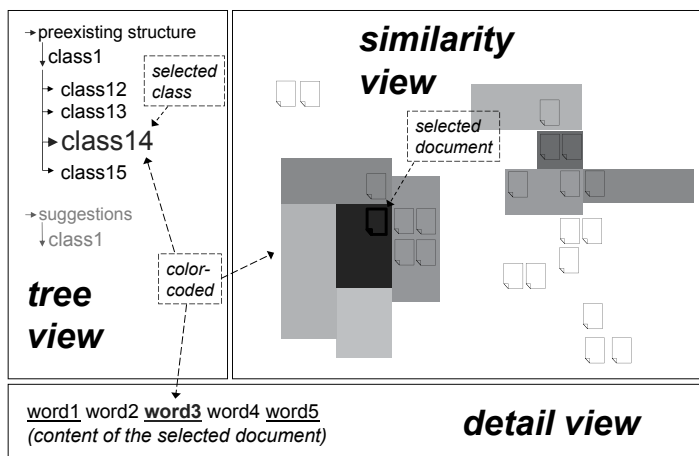 preexisting structure
class1
class12
class13
class14
class15
selected
class
suggestions
class1
color-
coded
tree
view
similarity
view
selected
document
word1 word2 word3 word4 word5
(content of the selected document)
detail view